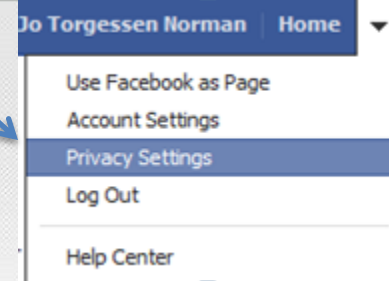 Jo Torgessen Norman Home
Use Facebook as Page
Account Settings
Privacy Settings
Log Out
Help Center